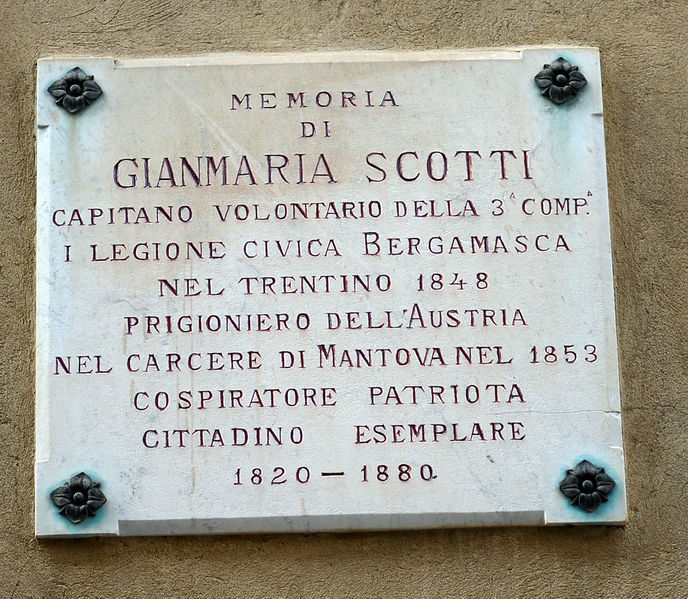 MEMORIA
DI
GIANMARIA SCOTTI
CAPITANO VOLONTARIO DELLA 3ᴬ COMP.ᴬ
I LEGIONE CIVICA BERGAMASCA
NEL TRENTINO 1848
PRIGIONIERO DELL'AUSTRIA
NEL CARCERE DI MANTOVA NEL 1853
COSPIRATORE PATRIOTA
CITTADINO ESEMPLARE
1820 – 1880